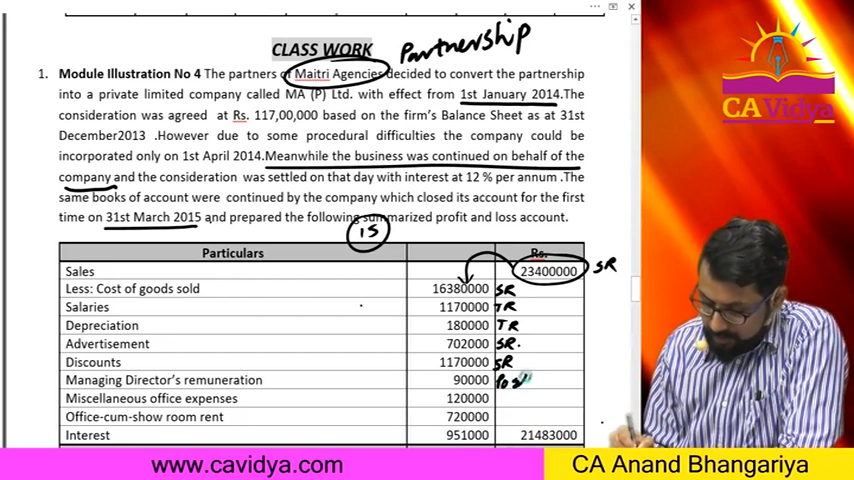 CLASS WORK Partnership
1. Module Illustration No 4 The partners of Maitri Agencies decided to convert the partnership
into a private limited company called MA (P) Ltd. with effect from 1st January 2014.The
consideration was agreed at Rs. 117,00,000 based on the firm's Balance Sheet as at 31st
December2013 .However due to some procedural difficulties the company could be
incorporated only on 1st April 2014.Meanwhile the business was continued on behalf of the
company and the consideration was settled on that day with interest at 12 % per annum .The
same books of account were continued by the company which closed its account for the first
time on 31st March 2015 and prepared the following summarized profit and loss account.
15
Particulars Rs.
Sales 23400000 SR
Less: Cost of goods sold 16380000 SR
Salaries 1170000 TR
Depreciation 180000 TR
Advertisement 702000 SR.
Discounts 1170000 SR
Managing Director's remuneration 90000
Miscellaneous office expenses 120000
Office-cum-show room rent 720000
Interest 951000 21483000
CA Vidya
www.cavidya.com
CA Anand Bhangariya